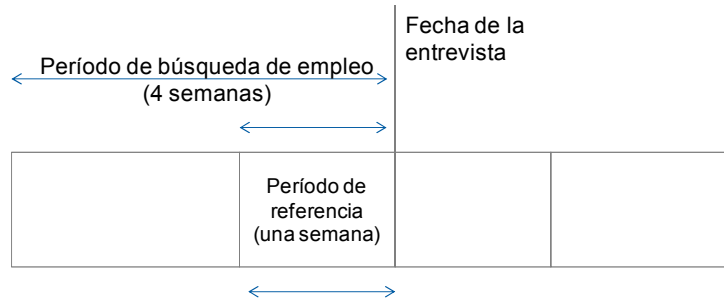 Fecha de la
entrevista
Período de búsqueda de empleo
(4 semanas)
Período de
referencia
(una semana)